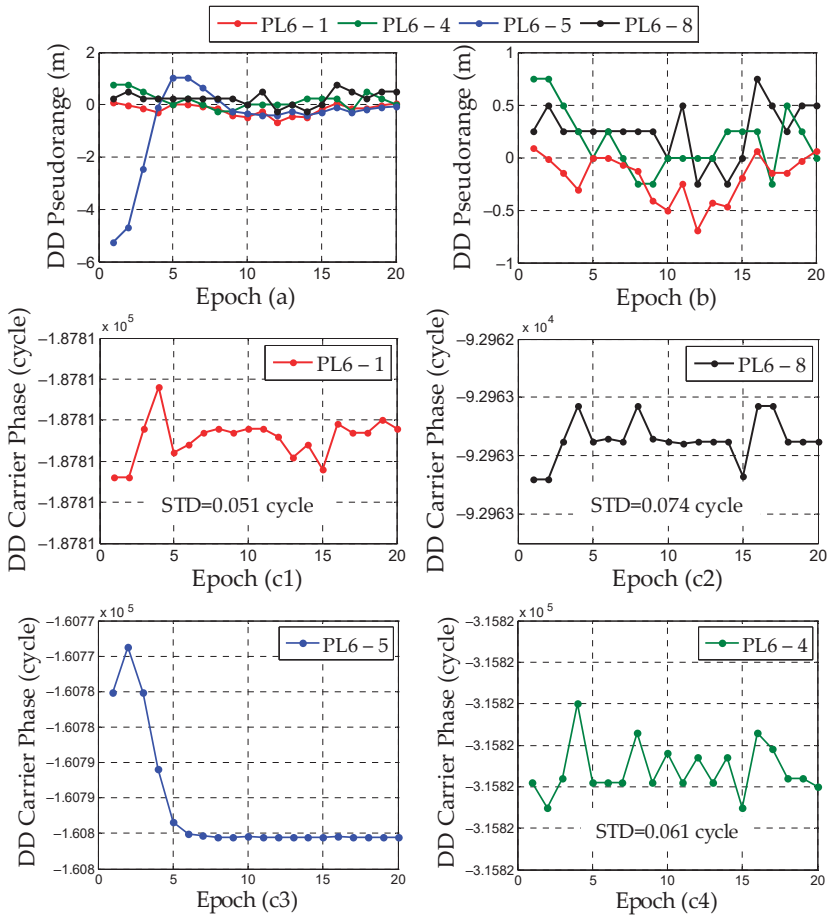 PL6 – 1 PL6 – 4 PL6 – 5 PL6 – 8
DD Pseudorange (m)
2
0
−2
−4
−6
0 5 10 15 20
Epoch (a)
DD Pseudorange (m)
1
0.5
0
−0.5
−1
0 5 10 15 20
Epoch (b)
DD Carrier Phase (cycle)
x 10^5
−1.8781
−1.8781
−1.8781
−1.8781
−1.8781
−1.8781
PL6 – 1
STD=0.051 cycle
0 5 10 15 20
Epoch (c1)
DD Carrier Phase (cycle)
x 10^4
−9.2962
−9.2963
−9.2963
−9.2963
PL6 – 8
STD=0.074 cycle
0 5 10 15 20
Epoch (c2)
DD Carrier Phase (cycle)
x 10^5
−1.6077
−1.6077
−1.6078
−1.6078
−1.6079
−1.6079
−1.608
−1.608
PL6 – 5
0 5 10 15 20
Epoch (c3)
DD Carrier Phase (cycle)
x 10^5
−3.1582
−3.1582
−3.1582
−3.1582
−3.1582
−3.1582
−3.1582
PL6 – 4
STD=0.061 cycle
0 5 10 15 20
Epoch (c4)